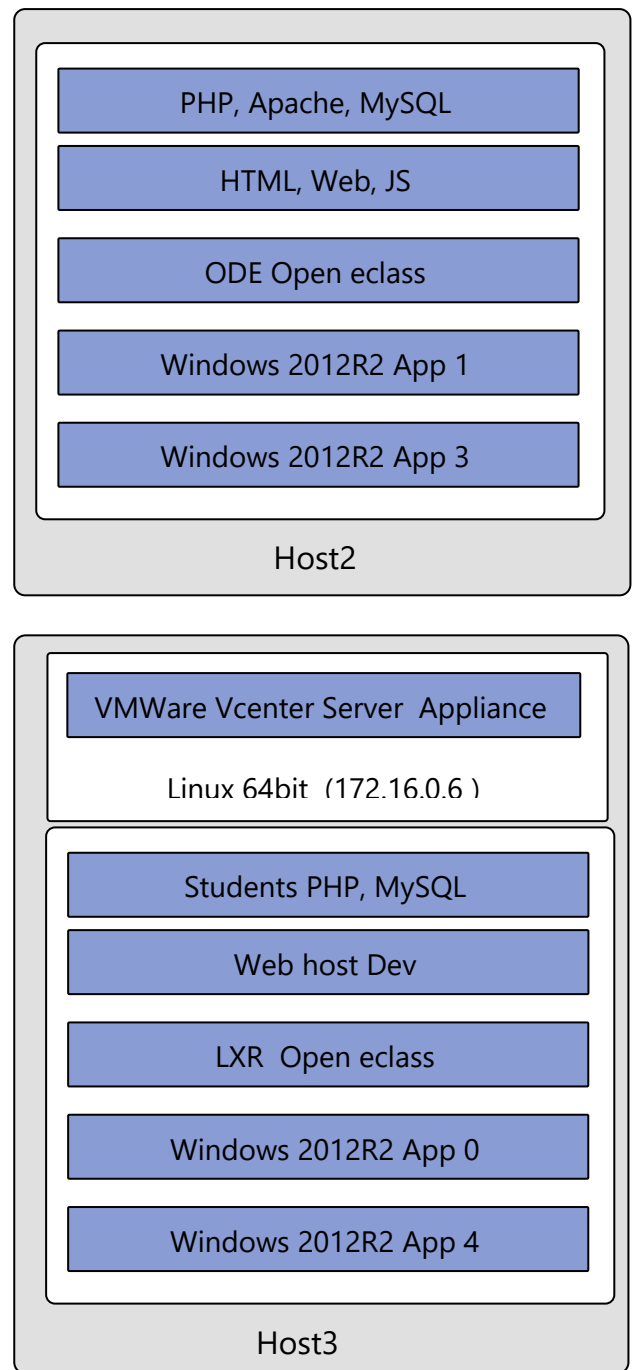 PHP, Apache, MySQL
HTML, Web, JS
ODE Open eclass
Windows 2012R2 App 1
Windows 2012R2 App 3
Host2
VMWare Vcenter Server Appliance
Linux 64bit (172.16.0.6 )
Students PHP, MySQL
Web host Dev
LXR Open eclass
Windows 2012R2 App 0
Windows 2012R2 App 4
Host3